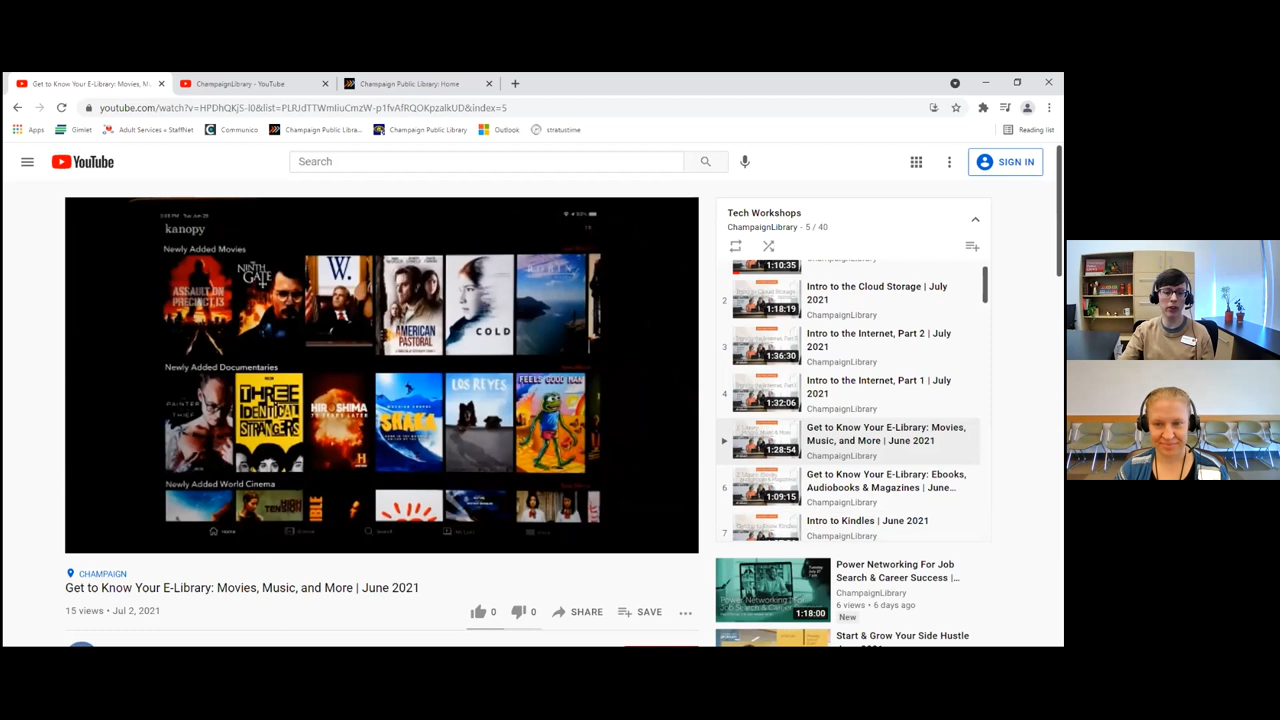 Get to Know Your E-Library: Movies, M
ChampaignLibrary - YouTube
Champaign Public Library: Home
youtube.com/watch?v=HPDhQKjS-I0&list=PLRJdTTWmIiuCmzW-p1fvAfRQOKpzaIkUD&index=5
Apps
Gimlet
Adult Services » StaffNet
Communico
Champaign Public Libra...
Champaign Public Library
Outlook
stratustime
Reading list
YouTube
Search
SIGN IN
kanopy
Newly Added Movies
ASSAULT ON
PRECINCT 13
THE
NINTH
GATE
W.
AMERICAN
PASTORAL
COLD
ROBIN
Newly Added Documentaries
PAINTER
THIEF
THREE
IDENTICAL
STRANGERS
HIROSHIMA
LOS REYES
FEELS GOOD MAN
Newly Added World Cinema
HIGH
TENSION
Home
Search
Tech Workshops
ChampaignLibrary - 5 / 40
1:10:35
ChampaignLibrary
2
1:18:19
Intro to the Cloud Storage | July
2021
ChampaignLibrary
3
1:36:30
Intro to the Internet, Part 2 | July
2021
ChampaignLibrary
4
1:32:06
Intro to the Internet, Part 1 | July
2021
ChampaignLibrary
1:28:54
Get to Know Your E-Library: Movies,
Music, and More | June 2021
ChampaignLibrary
6
1:09:15
Get to Know Your E-Library: Ebooks,
Audiobooks & Magazines | June...
ChampaignLibrary
7
Intro to Kindles | June 2021
ChampaignLibrary
CHAMPAIGN
Get to Know Your E-Library: Movies, Music, and More | June 2021
15 views • Jul 2, 2021
0
0
SHARE
SAVE
1:18:00
Power Networking For Job
Search & Career Success |...
ChampaignLibrary
6 views • 6 days ago
New
Start & Grow Your Side Hustle